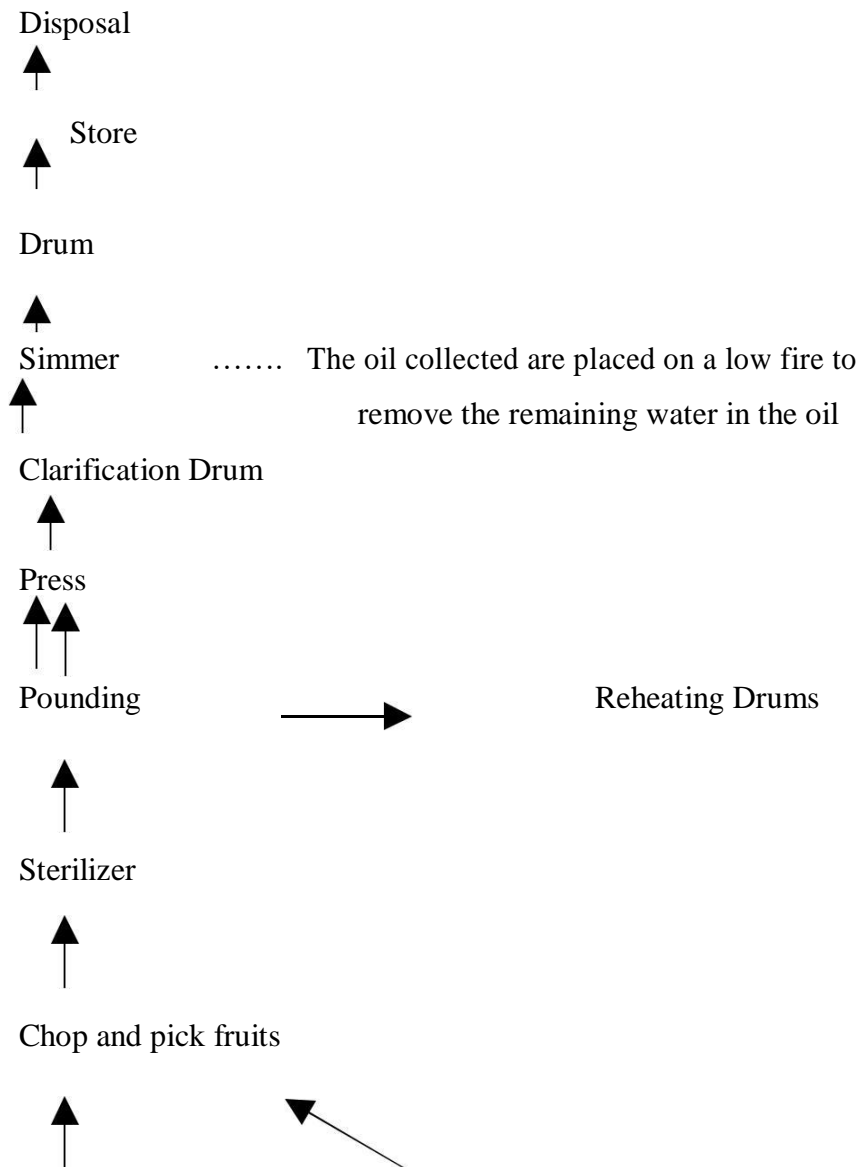 Disposal
Store
Drum
Simmer ……. The oil collected are placed on a low fire to
remove the remaining water in the oil
Clarification Drum
Press
Pounding Reheating Drums
Sterilizer
Chop and pick fruits